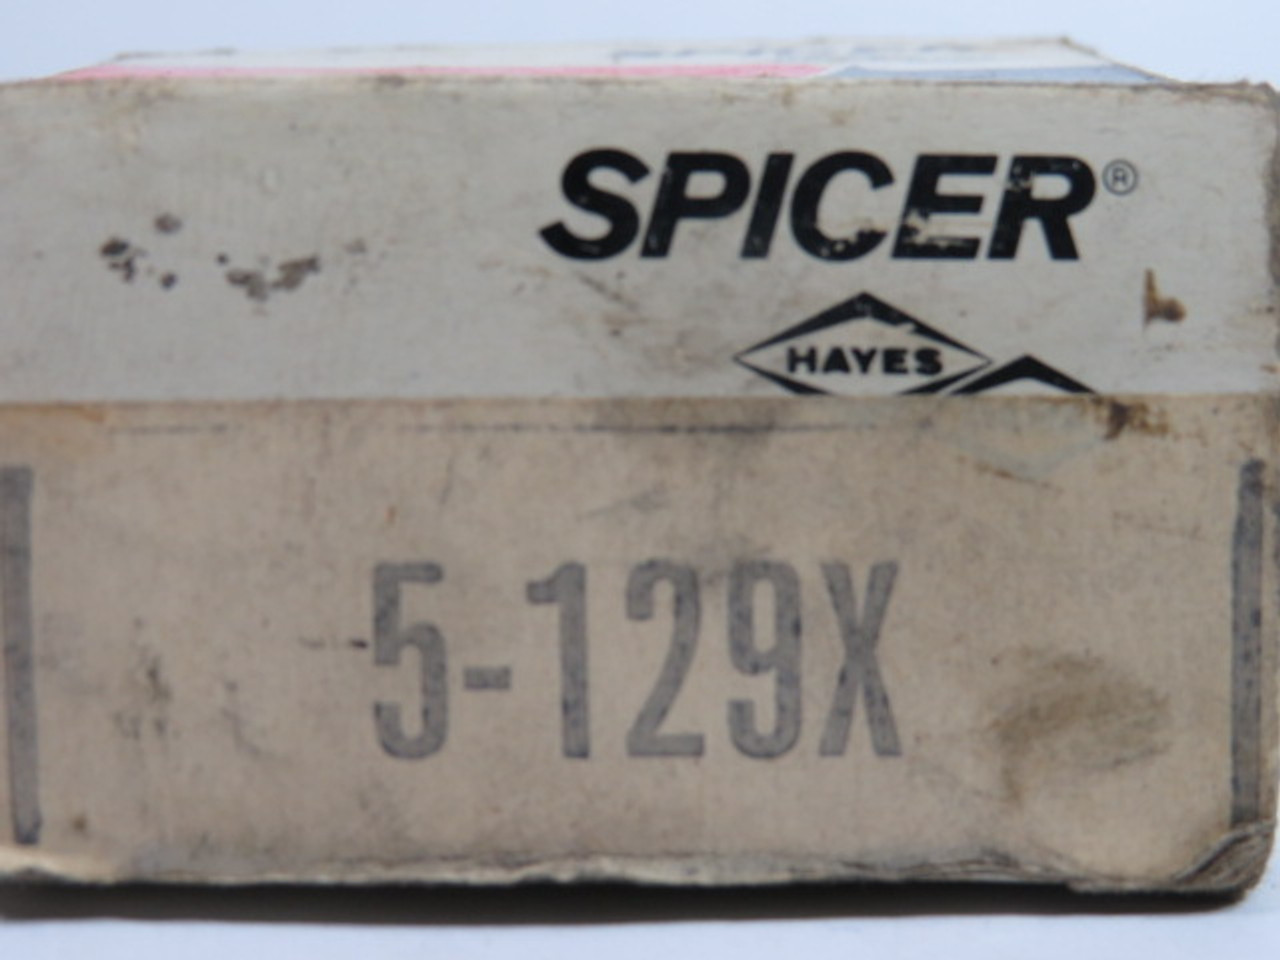 SPICER®
HAYES
5-129X